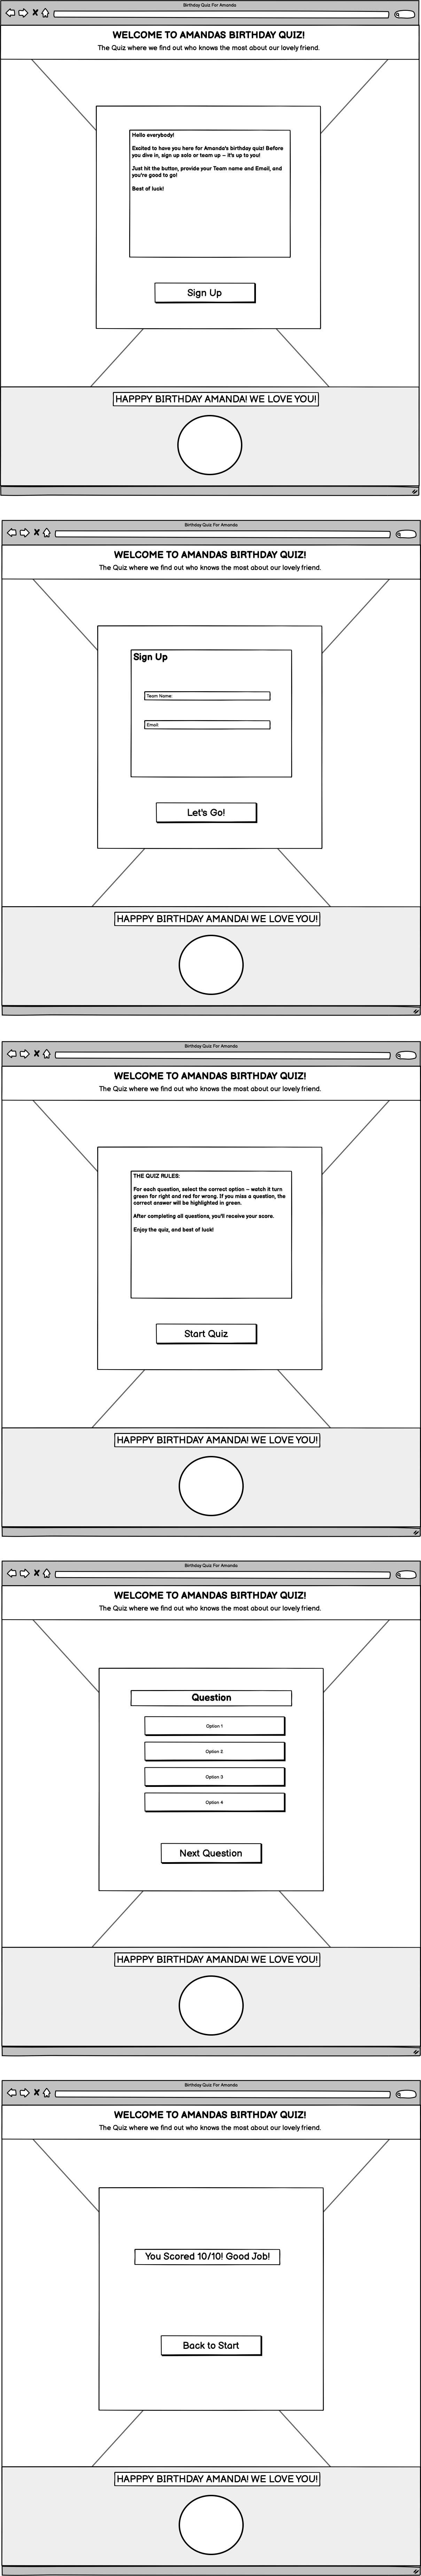 Birthday Quiz For Amanda
WELCOME TO AMANDAS BIRTHDAY QUIZ!
The Quiz where we find out who knows the most about our lovely friend.
Hello everybody!
Excited to have you here for Amanda's birthday quiz! Before
you dive in, sign up solo or team up – it's up to you!
Just hit the button, provide your Team name and Email, and
you're good to go!
Best of luck!
Sign Up
HAPPPY BIRTHDAY AMANDA! WE LOVE YOU!
Birthday Quiz For Amanda
WELCOME TO AMANDAS BIRTHDAY QUIZ!
The Quiz where we find out who knows the most about our lovely friend.
Sign Up
Team Name:
Email:
Let's Go!
HAPPPY BIRTHDAY AMANDA! WE LOVE YOU!
Birthday Quiz For Amanda
WELCOME TO AMANDAS BIRTHDAY QUIZ!
The Quiz where we find out who knows the most about our lovely friend.
THE QUIZ RULES:
For each question, select the correct option – watch it turn
green for right and red for wrong. If you miss a question, the
correct answer will be highlighted in green.
After completing all questions, you'll receive your score.
Enjoy the quiz, and best of luck!
Start Quiz
HAPPPY BIRTHDAY AMANDA! WE LOVE YOU!
Birthday Quiz For Amanda
WELCOME TO AMANDAS BIRTHDAY QUIZ!
The Quiz where we find out who knows the most about our lovely friend.
Question
Option 1
Option 2
Option 3
Option 4
Next Question
HAPPPY BIRTHDAY AMANDA! WE LOVE YOU!
Birthday Quiz For Amanda
WELCOME TO AMANDAS BIRTHDAY QUIZ!
The Quiz where we find out who knows the most about our lovely friend.
You Scored 10/10! Good Job!
Back to Start
HAPPPY BIRTHDAY AMANDA! WE LOVE YOU!